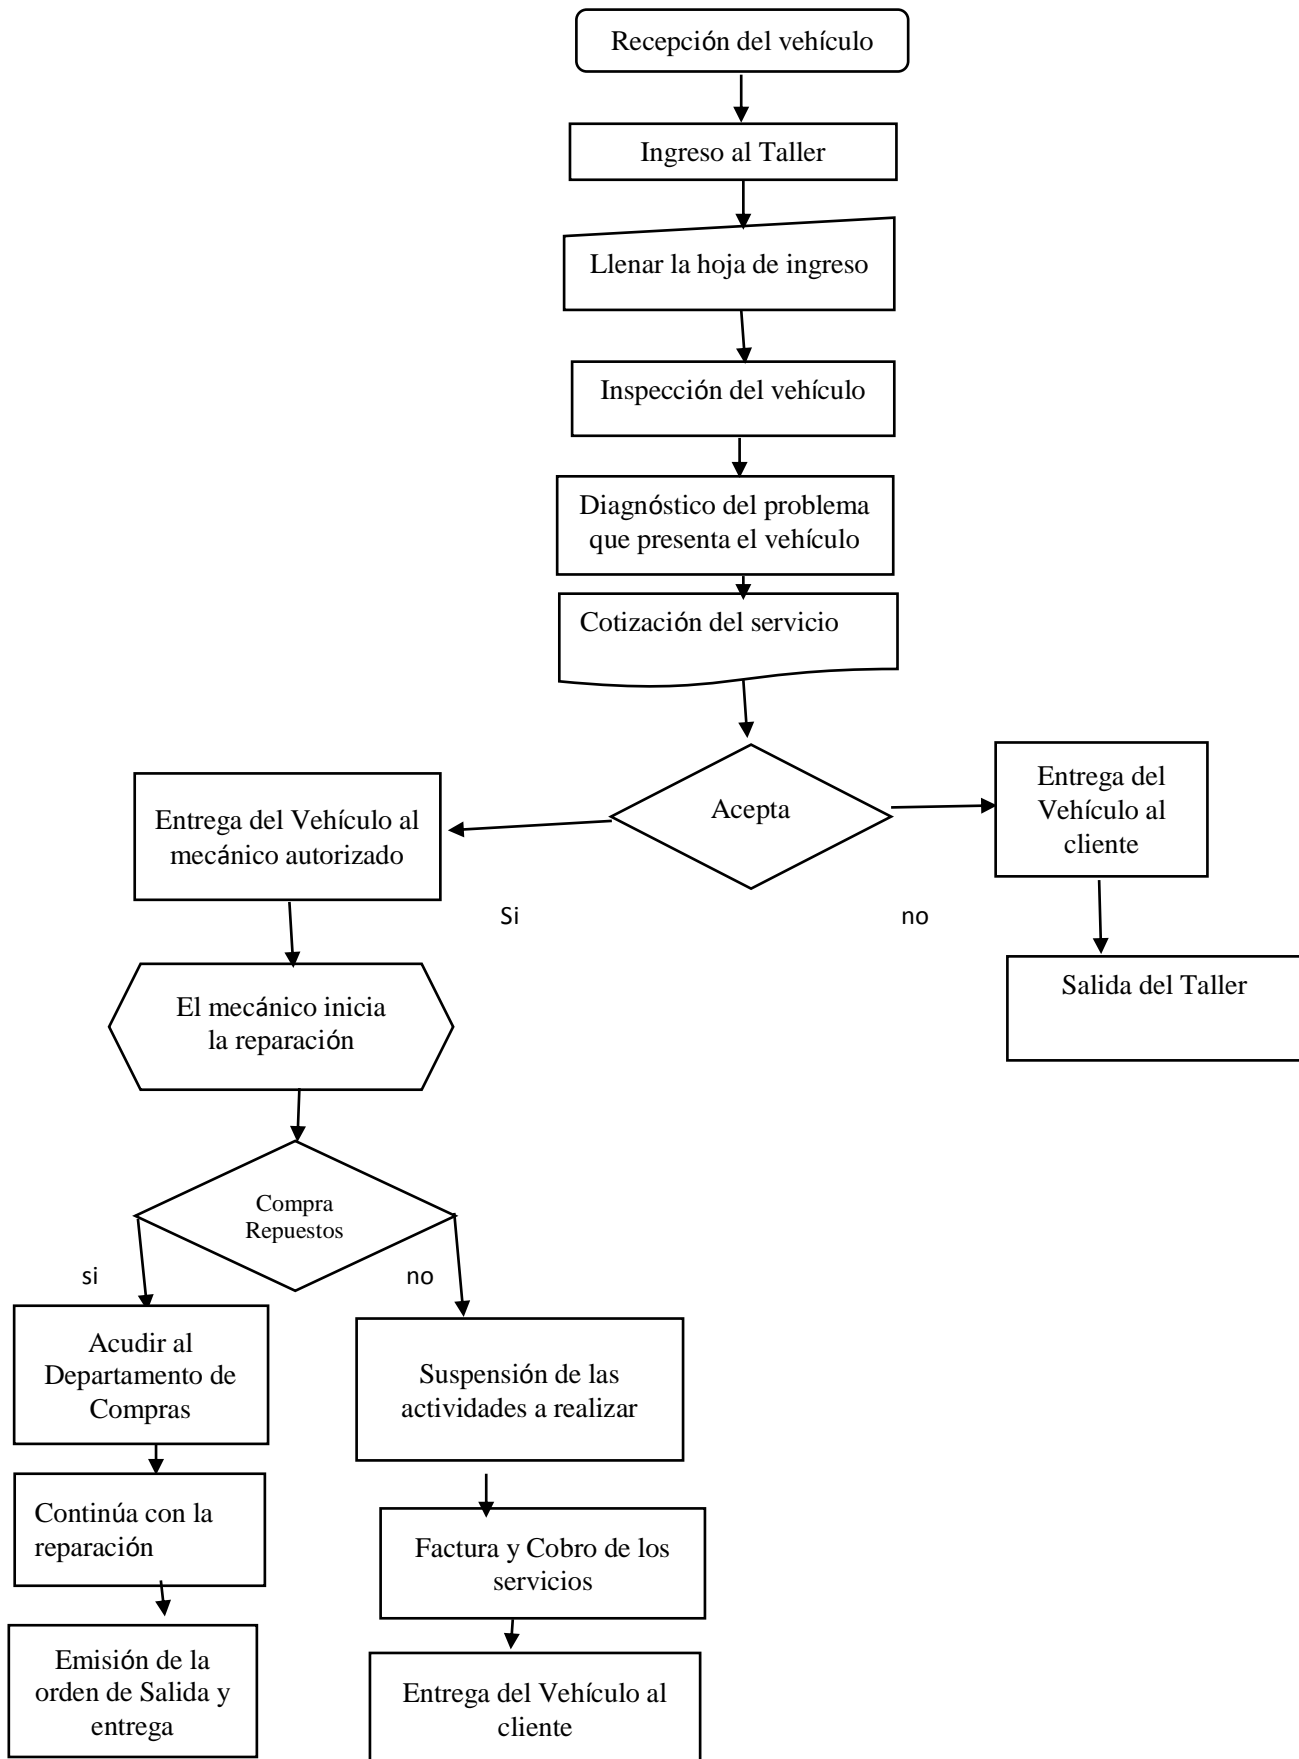 Recepción del vehículo
Ingreso al Taller
Llenar la hoja de ingreso
Inspección del vehículo
Diagnóstico del problema
que presenta el vehículo
Cotización del servicio
Acepta
Entrega del Vehículo al
mecánico autorizado
Entrega del
Vehículo al
cliente
Si
no
El mecánico inicia
la reparación
Salida del Taller
Compra
Repuestos
si
no
Acudir al
Departamento de
Compras
Suspensión de las
actividades a realizar
Continúa con la
reparación
Factura y Cobro de los
servicios
Emisión de la
orden de Salida y
entrega
Entrega del Vehículo al
cliente